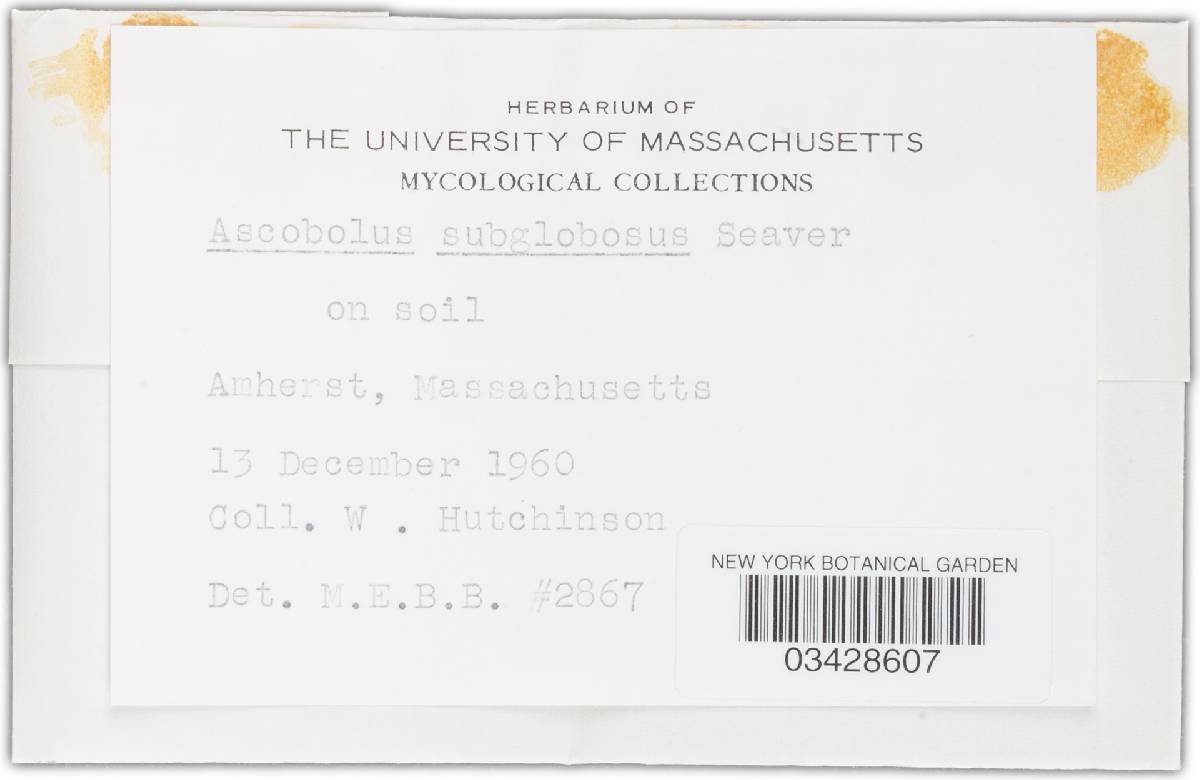 HERBARIUM OF
THE UNIVERSITY OF MASSACHUSETTS
MYCOLOGICAL COLLECTIONS
Ascobolus subglobosus Seaver
on soil
Amherst, Massachusetts
13 December 1960
Coll. W . Hutchinson
Det. M.E.B.B. #2867
NEW YORK BOTANICAL GARDEN
03428607